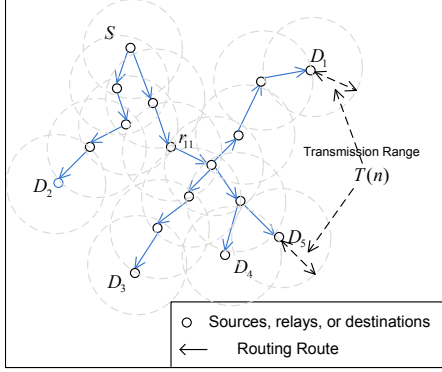 S
D₁
r₁₁
Transmission Range
T(n)
D₂
D₅
D₄
D₃
Sources, relays, or destinations
Routing Route